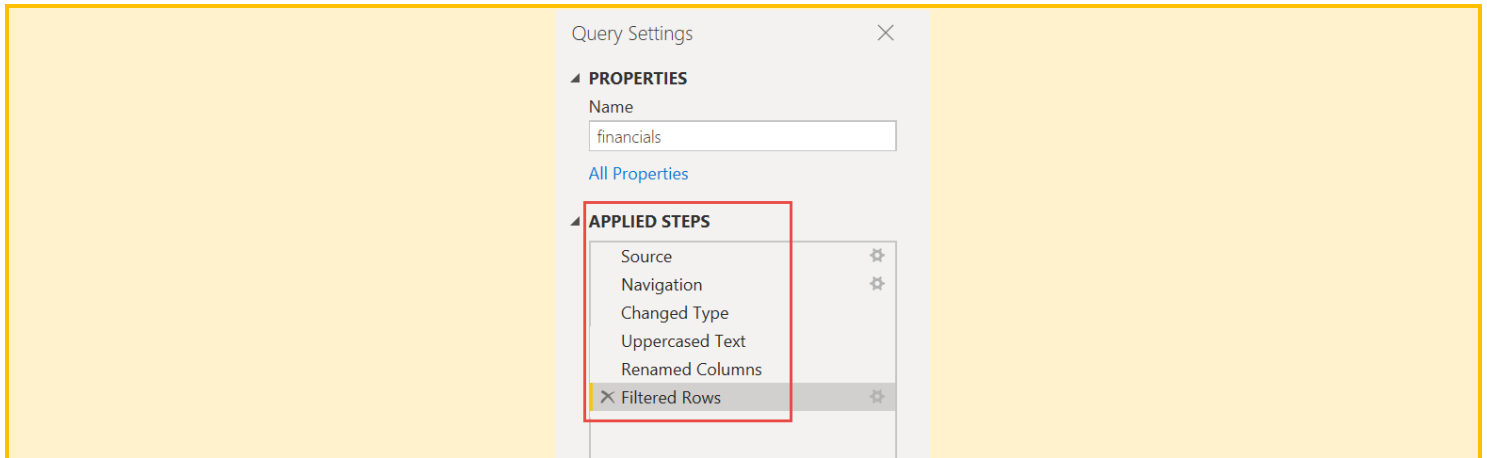 Query Settings
PROPERTIES
Name
financials
All Properties
APPLIED STEPS
Source
Navigation
Changed Type
Uppercased Text
Renamed Columns
Filtered Rows